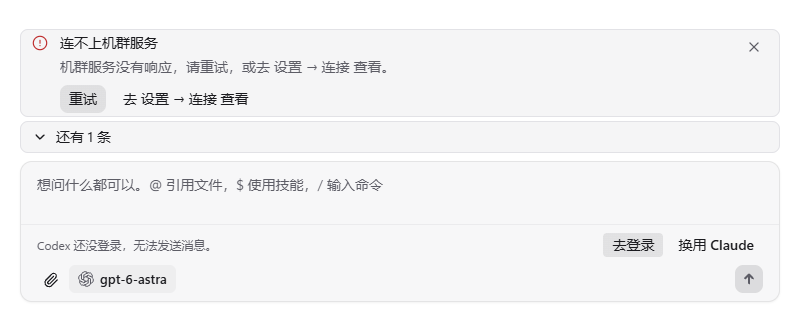 连不上机群服务
机群服务没有响应，请重试，或去 设置 → 连接 查看。
重试 去 设置 → 连接 查看
还有 1 条
想问什么都可以。@ 引用文件，$ 使用技能，/ 输入命令
Codex 还没登录，无法发送消息。 去登录 换用 Claude
gpt-6-astra